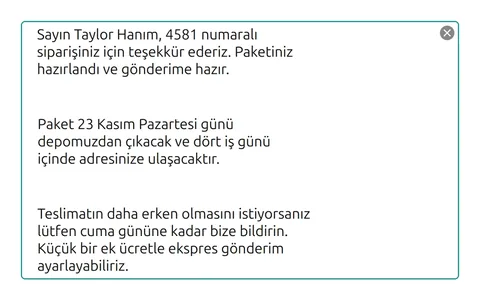 Sayın Taylor Hanım, 4581 numaralı
siparişiniz için teşekkür ederiz. Paketiniz
hazırlandı ve gönderime hazır.
Paket 23 Kasım Pazartesi günü
depomuzdan çıkacak ve dört iş günü
içinde adresinize ulaşacaktır.
Teslimatın daha erken olmasını istiyorsanız
lütfen cuma gününe kadar bize bildirin.
Küçük bir ek ücretle ekspres gönderim
ayarlayabiliriz.